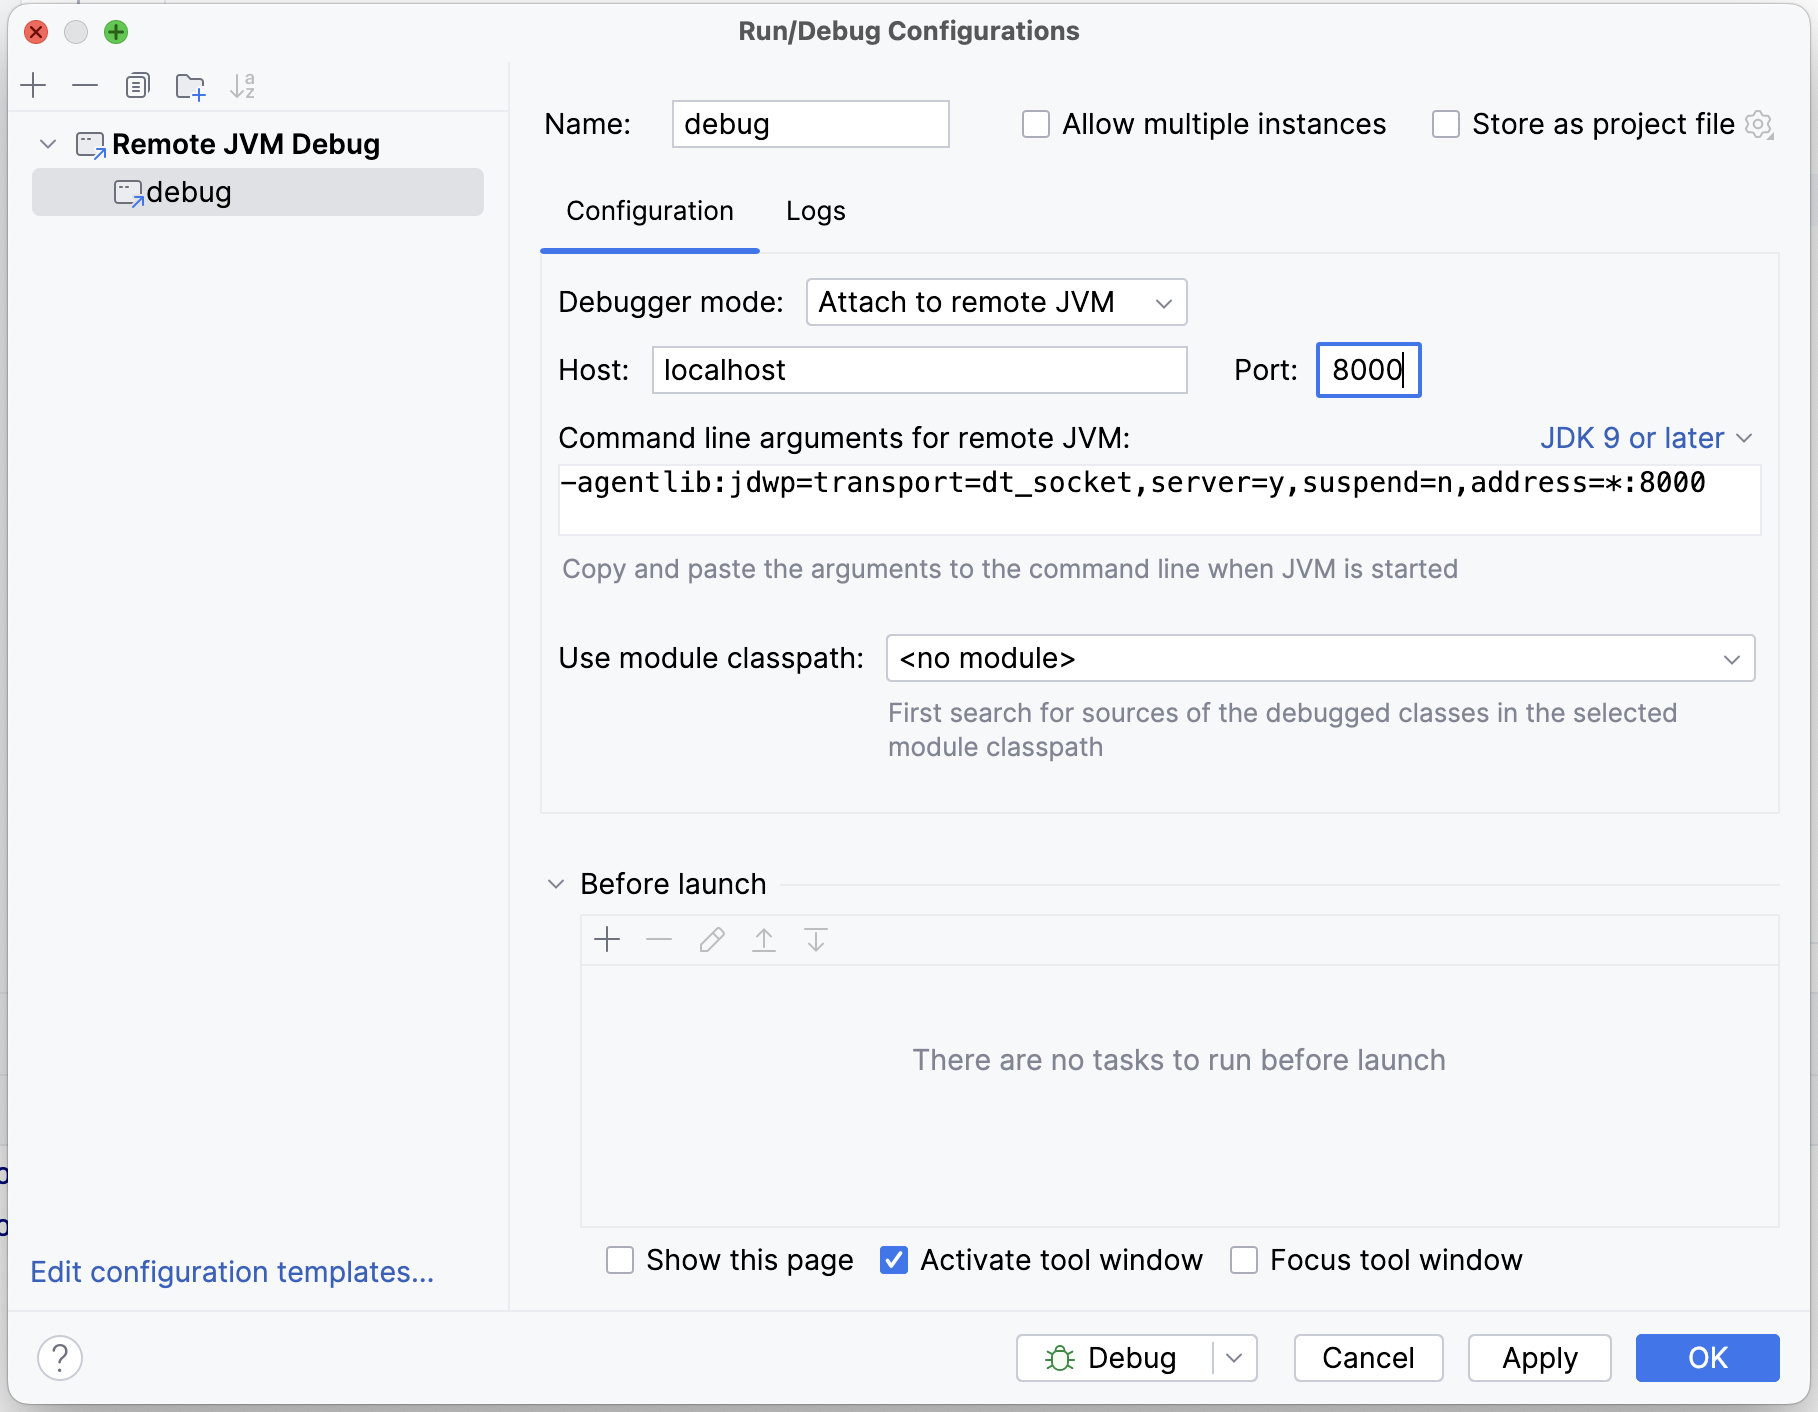 Run/Debug Configurations
Remote JVM Debug
debug
Edit configuration templates...
Name: debug Allow multiple instances Store as project file
Configuration Logs
Debugger mode: Attach to remote JVM
Host: localhost Port: 8000
Command line arguments for remote JVM: JDK 9 or later
-agentlib:jdwp=transport=dt_socket,server=y,suspend=n,address=*:8000
Copy and paste the arguments to the command line when JVM is started
Use module classpath: <no module>
First search for sources of the debugged classes in the selected
module classpath
Before launch
There are no tasks to run before launch
Show this page Activate tool window Focus tool window
? Debug Cancel Apply OK